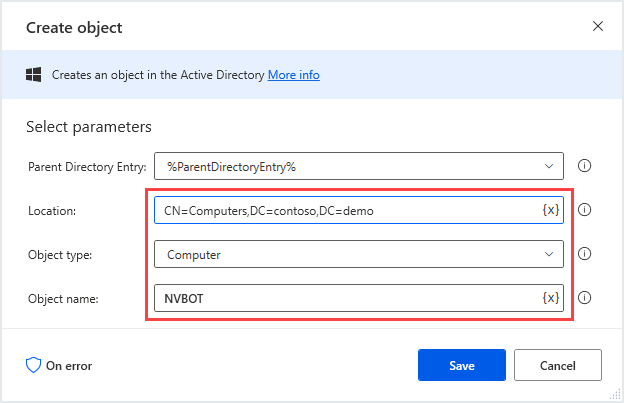 Create object
Creates an object in the Active Directory More info
Select parameters
Parent Directory Entry: %ParentDirectoryEntry%
Location: CN=Computers,DC=contoso,DC=demo {x}
Object type: Computer
Object name: NVBOT {x}
On error Save Cancel